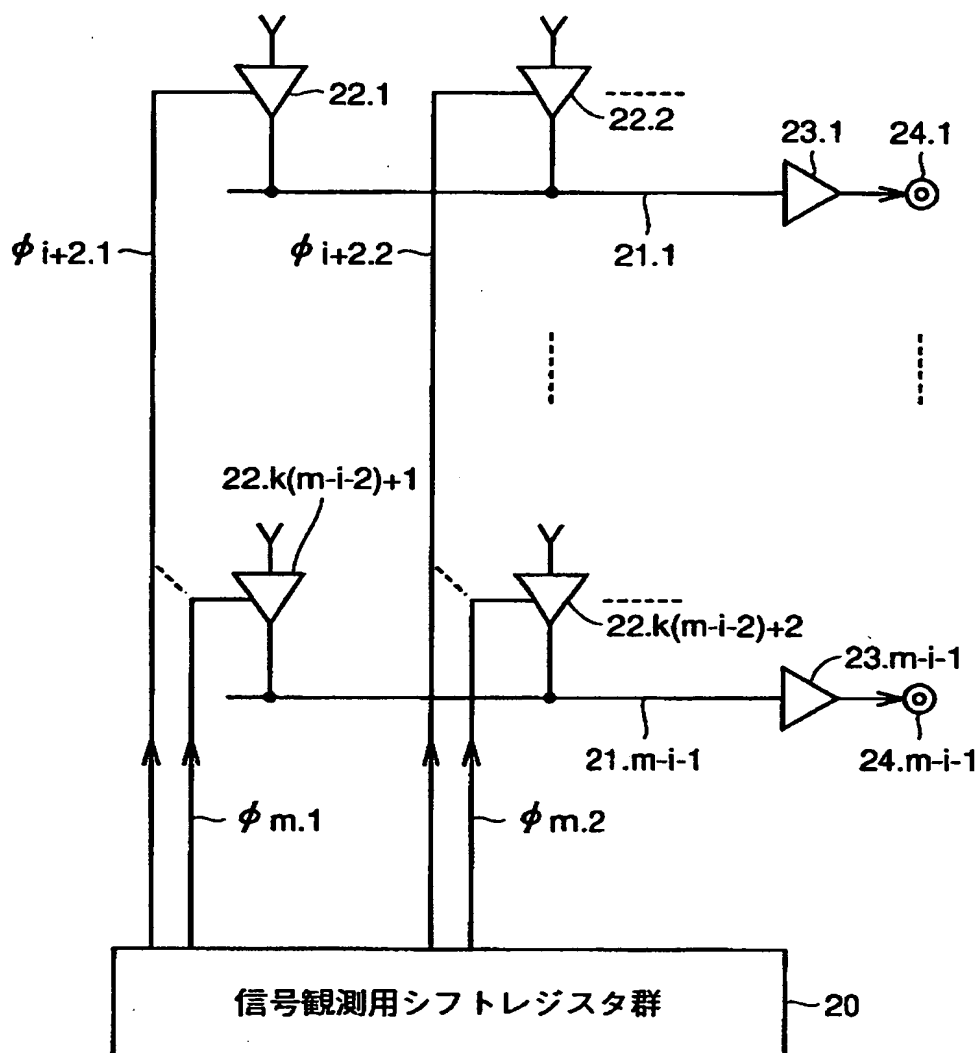 22.1
22.2
23.1
24.1
ϕ i+2.1
ϕ i+2.2
21.1
22.k(m-i-2)+1
22.k(m-i-2)+2
23.m-i-1
21.m-i-1
24.m-i-1
ϕ m.1
ϕ m.2
信号観測用シフトレジスタ群
20